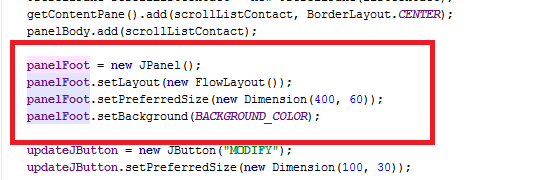 getContentPane().add(scrollListContact, BorderLayout.CENTER);
panelBody.add(scrollListContact);
panelFoot = new JPanel();
panelFoot.setLayout(new FlowLayout());
panelFoot.setPreferredSize(new Dimension(400, 60));
panelFoot.setBackground(BACKGROUND_COLOR);
updateJButton = new JButton("MODIFY");
updateJButton.setPreferredSize(new Dimension(100, 30));